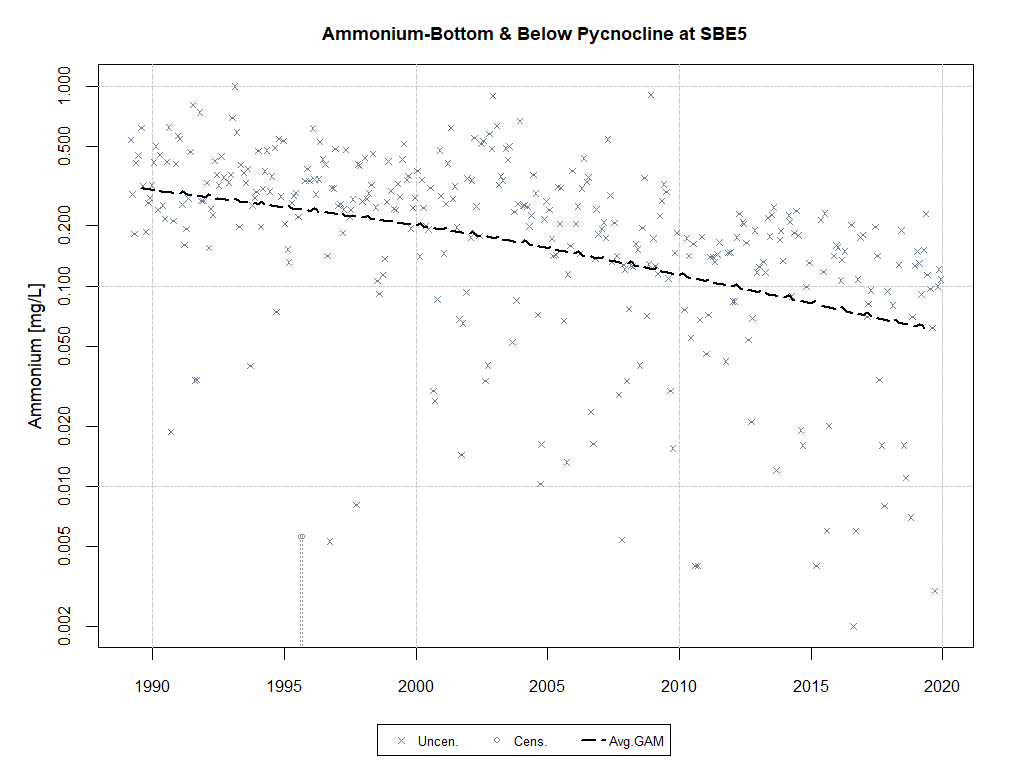 Ammonium-Bottom & Below Pycnocline at SBE5
Ammonium [mg/L]
1.000
0.500
0.200
0.100
0.050
0.020
0.010
0.005
0.002
1990 1995 2000 2005 2010 2015 2020
Uncen. Cens. Avg.GAM